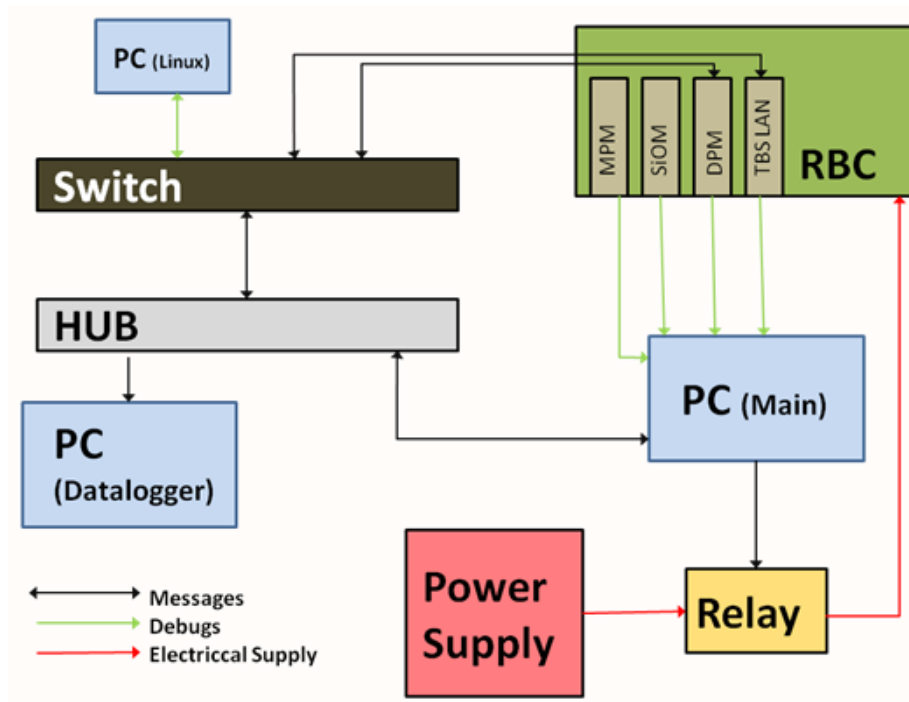 PC (Linux)
MPM
SiOM
DPM
TBS LAN
RBC
Switch
HUB
PC (Main)
PC
(Datalogger)
Power
Supply
Relay
Messages
Debugs
Electriccal Supply